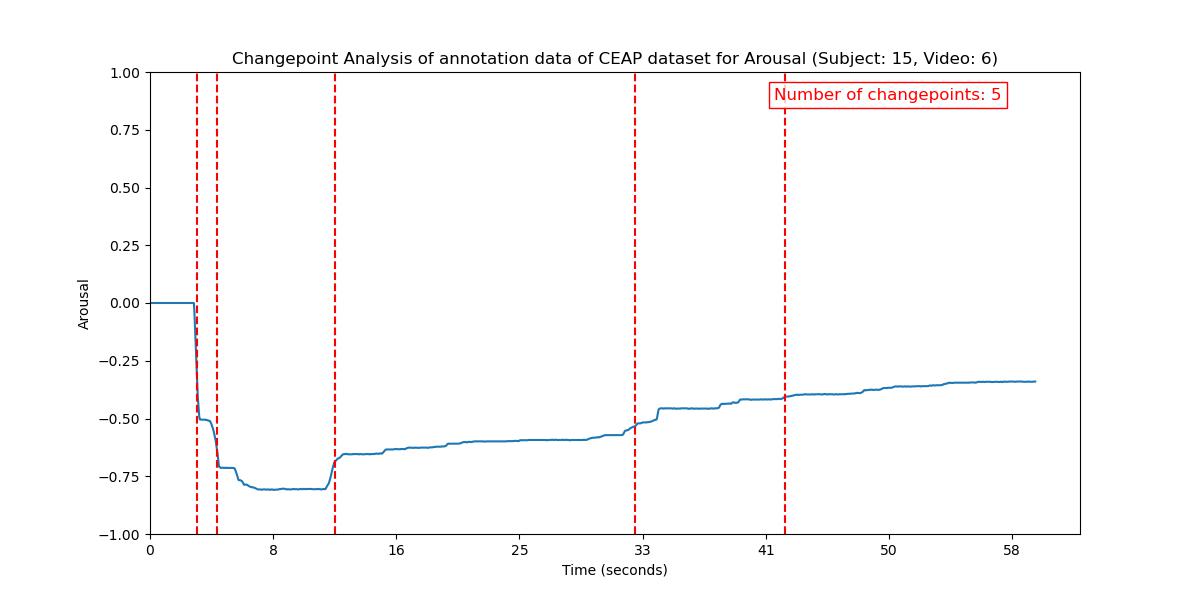 Changepoint Analysis of annotation data of CEAP dataset for Arousal (Subject: 15, Video: 6)
Number of changepoints: 5
Arousal
1.00
0.75
0.50
0.25
0.00
−0.25
−0.50
−0.75
−1.00
0 8 16 25 33 41 50 58
Time (seconds)